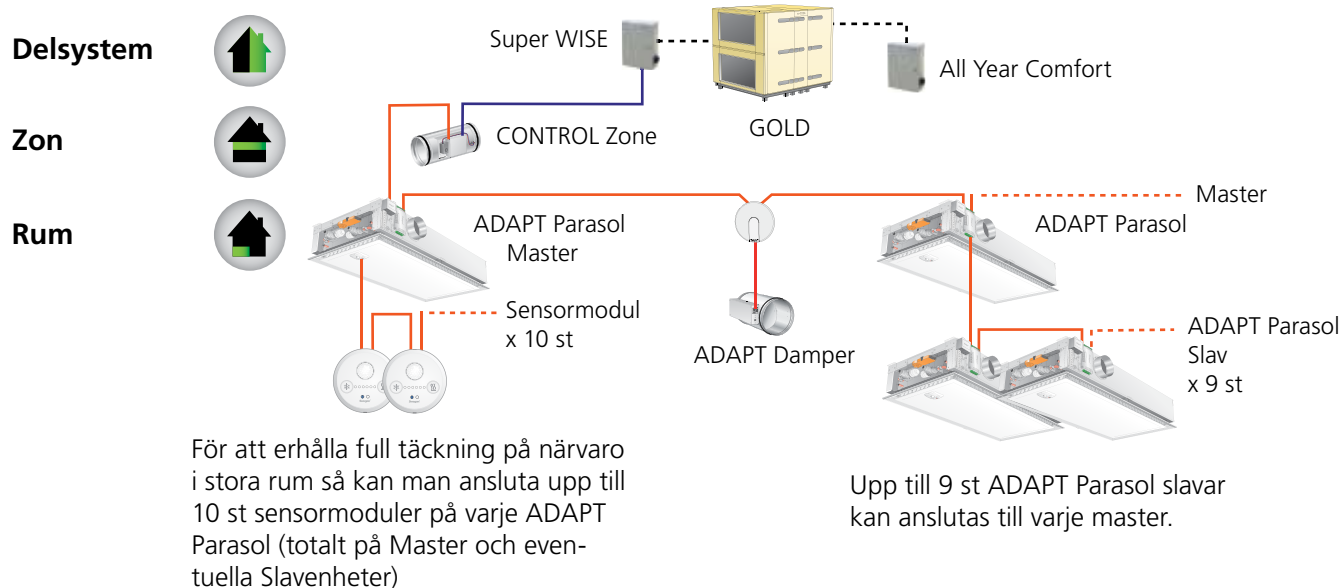 Delsystem
Super WISE
All Year Comfort
GOLD
Zon
CONTROL Zone
Rum
ADAPT Parasol
Master
Master
ADAPT Parasol
Sensormodul
x 10 st
ADAPT Damper
ADAPT Parasol
Slav
x 9 st
För att erhålla full täckning på närvaro
i stora rum så kan man ansluta upp till
10 st sensormoduler på varje ADAPT
Parasol (totalt på Master och even-
tuella Slavenheter)
Upp till 9 st ADAPT Parasol slavar
kan anslutas till varje master.